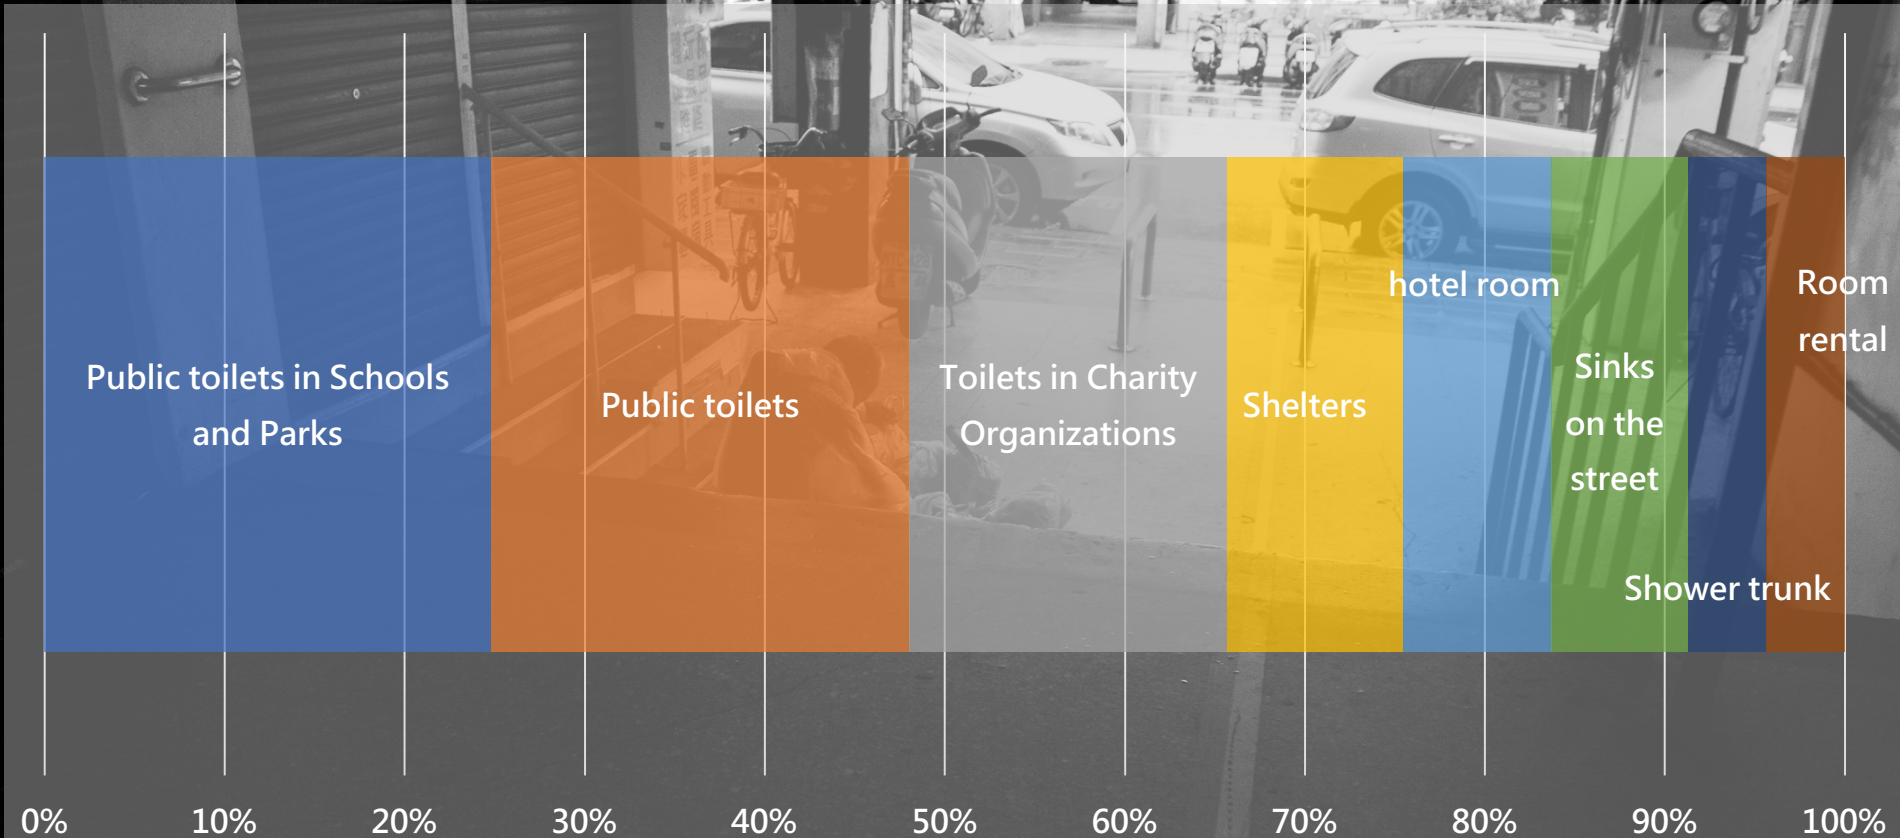 Public toilets in Schools
and Parks
Public toilets
Toilets in Charity
Organizations
Shelters
hotel room
Sinks
on the
street
Shower trunk
Room
rental
0%
10%
20%
30%
40%
50%
60%
70%
80%
90%
100%